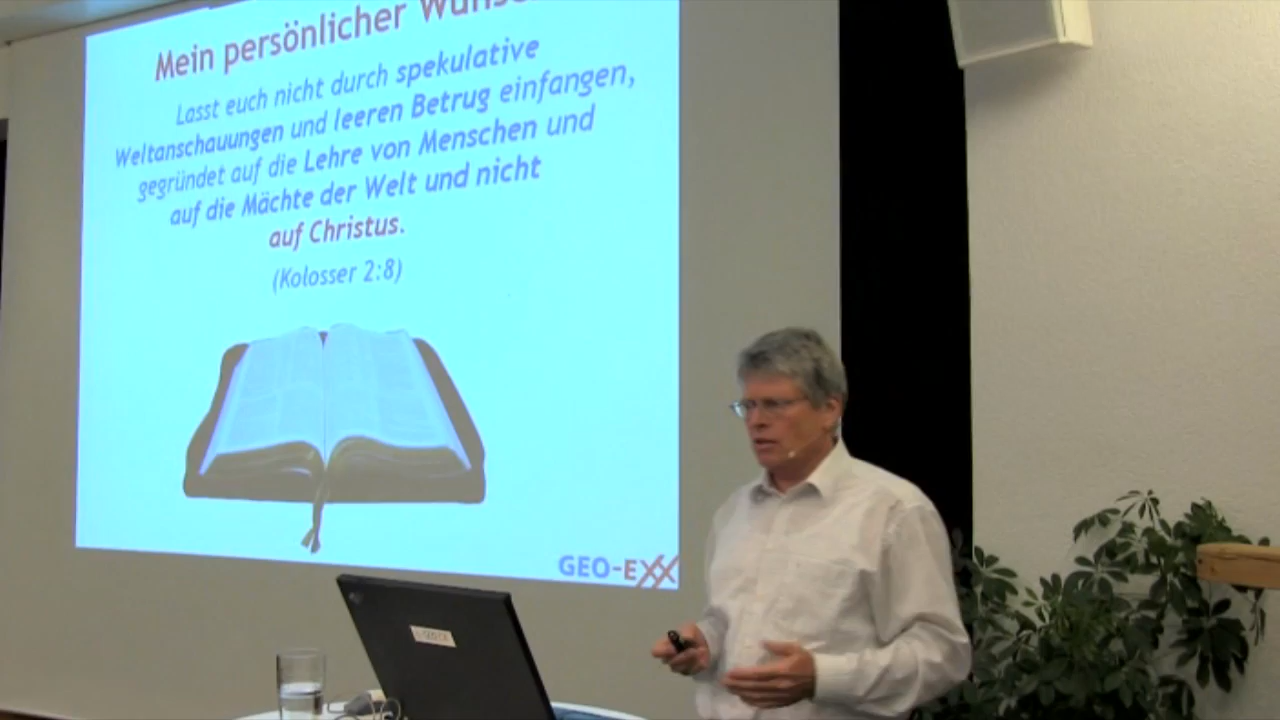 Mein persönlicher
Lasst euch nicht durch spekulative
Weltanschauungen und leeren Betrug einfangen,
gegründet auf die Lehre von Menschen und
auf die Mächte der Welt und nicht
auf Christus.
(Kolosser 2:8)
GEO-EXX